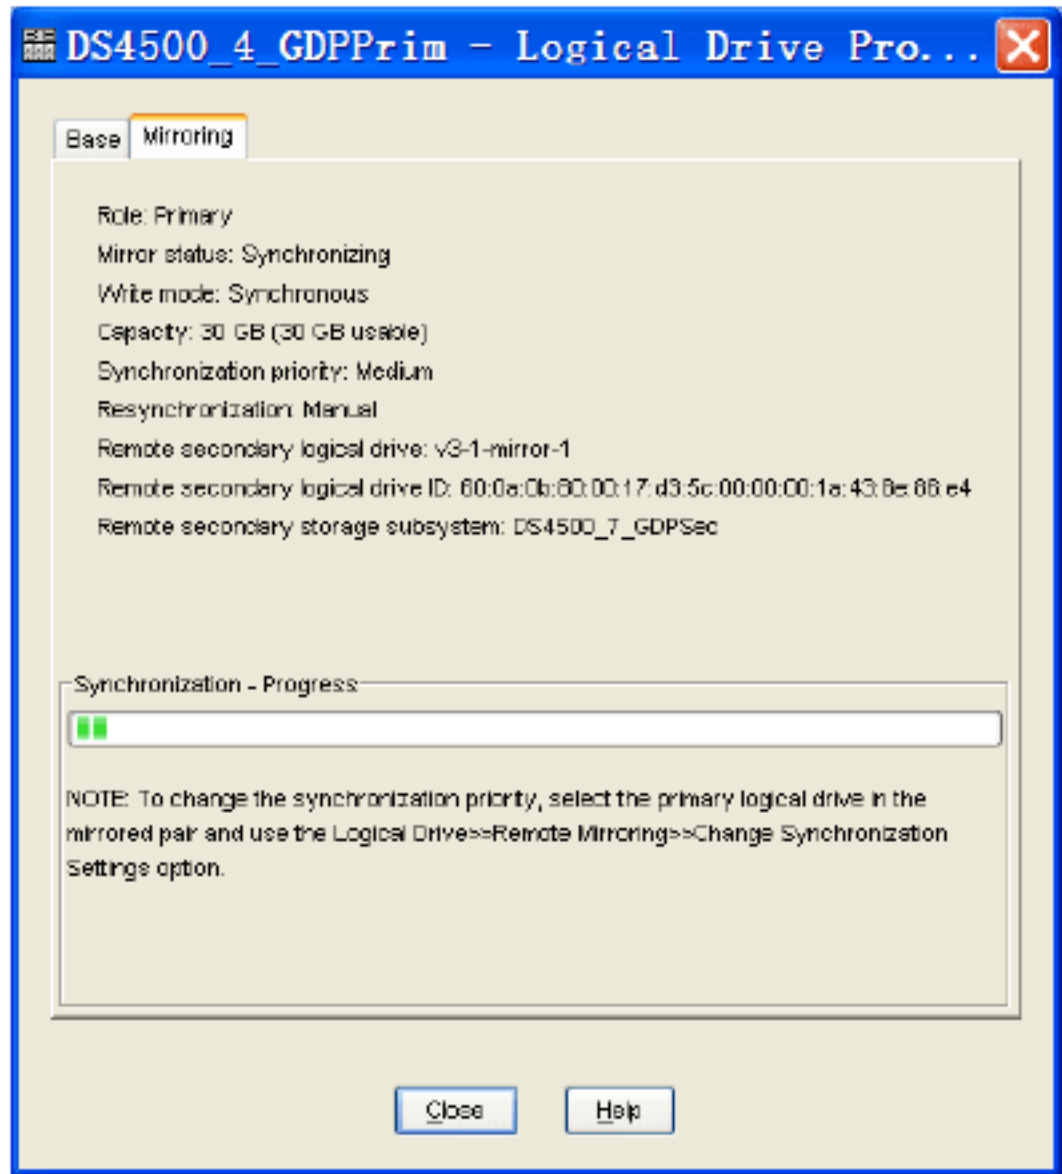 DS4500_4_GDPPrim - Logical Drive Pro...
Base
Mirroring
Role: Primary
Mirror status: Synchronizing
Write mode: Synchronous
Capacity: 30 GB (30 GB usable)
Synchronization priority: Medium
Resynchronization: Manual
Remote secondary logical drive: v3-1-mirror-1
Remote secondary logical drive ID: 60:0a:0b:80:00:17:d3:5c:00:00:00:1a:43:8e:88:e4
Remote secondary storage subsystem: DS4500_7_GDPSec
Synchronization - Progress
NOTE: To change the synchronization priority, select the primary logical drive in the
mirrored pair and use the Logical Drive>>Remote Mirroring>>Change Synchronization
Settings option.
Close
Help